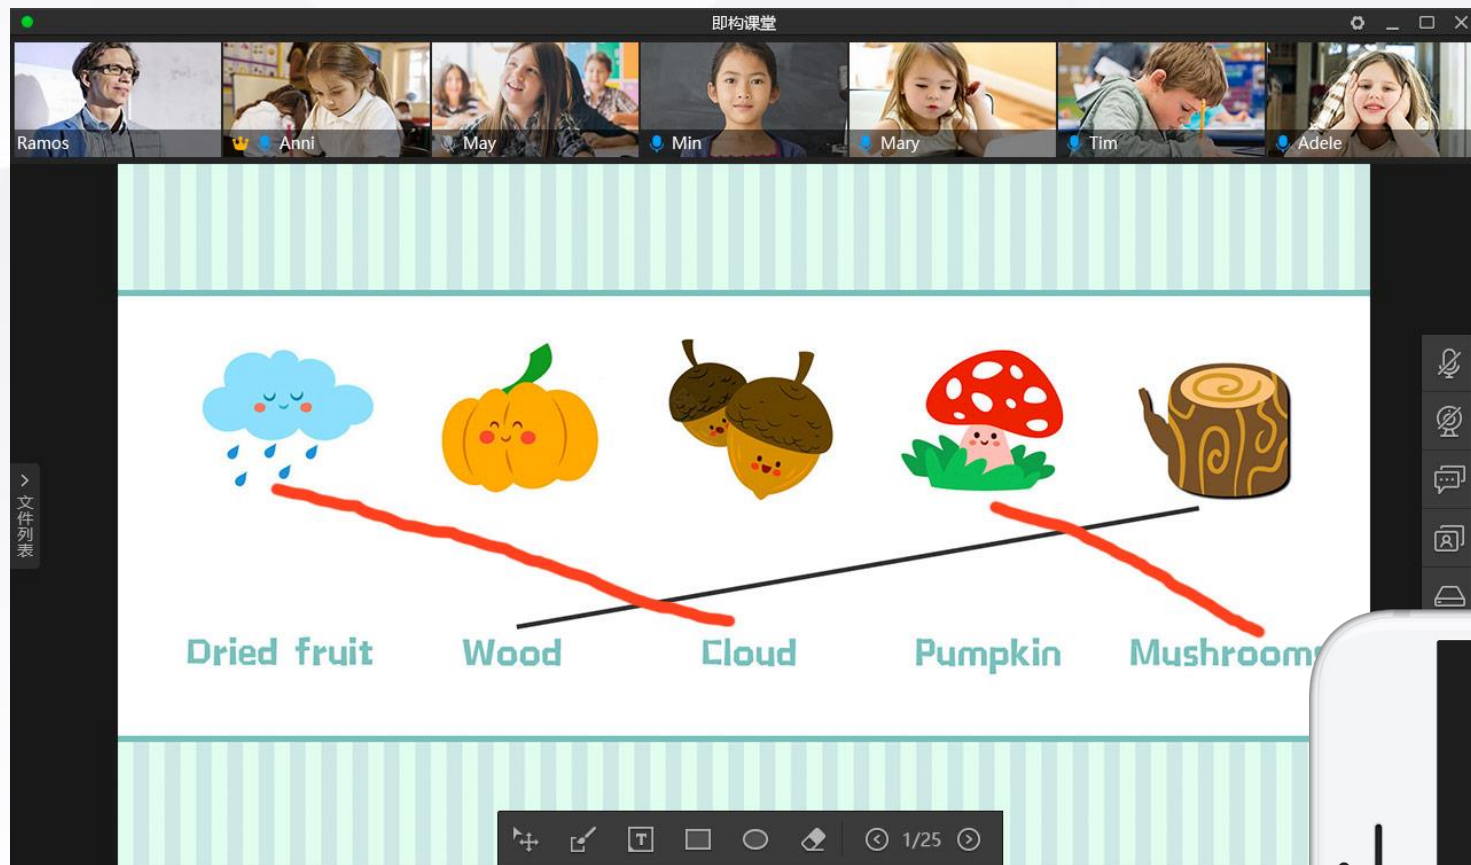 即构课堂
Ramos
Anni
May
Min
Mary
Tim
Adele
文件列表
Dried fruit
Wood
Cloud
Pumpkin
Mushrooms
T
1/25